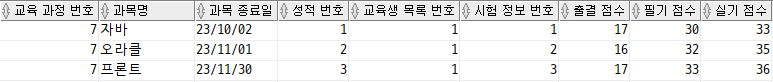 교육 과정 번호 과목명 과목 종료일 성적 번호 교육생 목록 번호 시험 정보 번호 출결 점수 필기 점수 실기 점수
7 자바 23/10/02 1 1 1 17 30 33
7 오라클 23/11/01 2 1 2 16 32 35
7 프론트 23/11/30 3 1 3 17 33 36